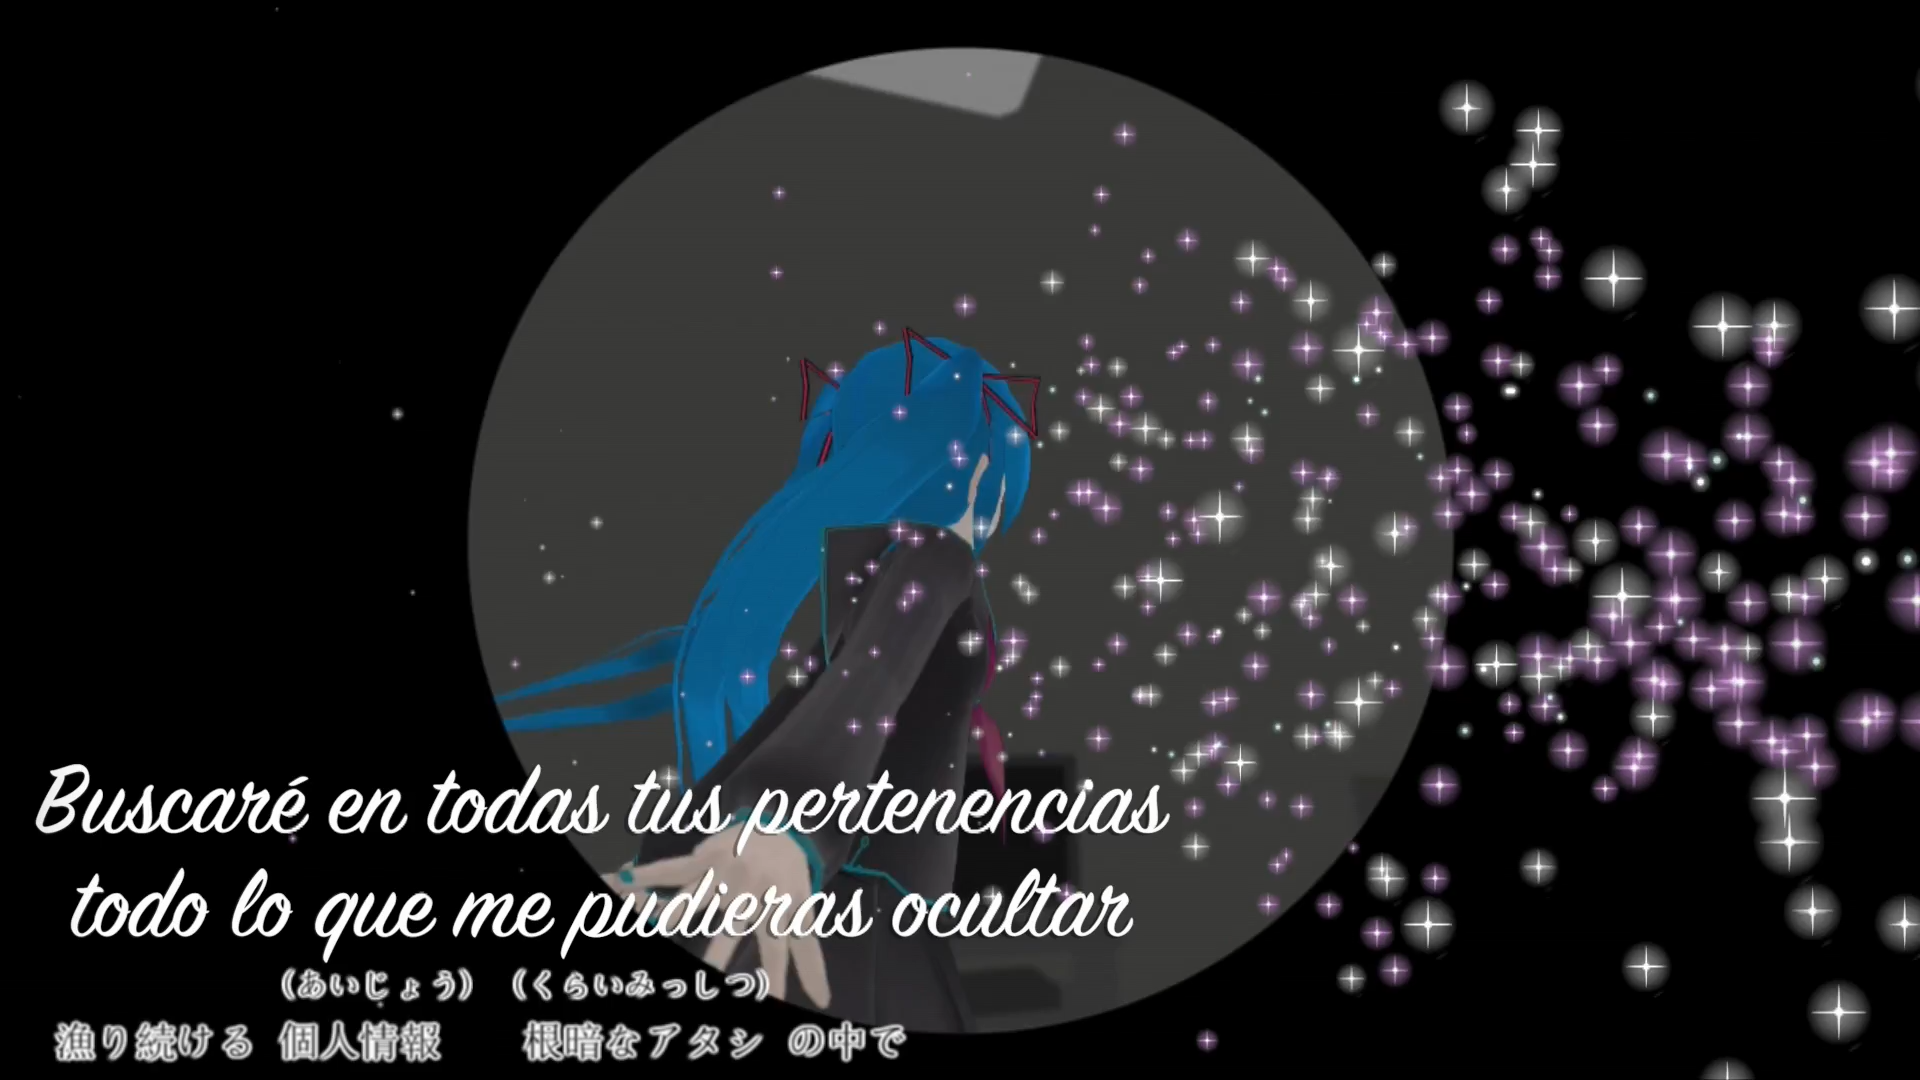 Buscaré en todas tus pertenencias
todo lo que me pudieras ocultar
（あいじょう）（くらいみっしつ）
漁り続ける 個人情報 根暗なアタシ の中で